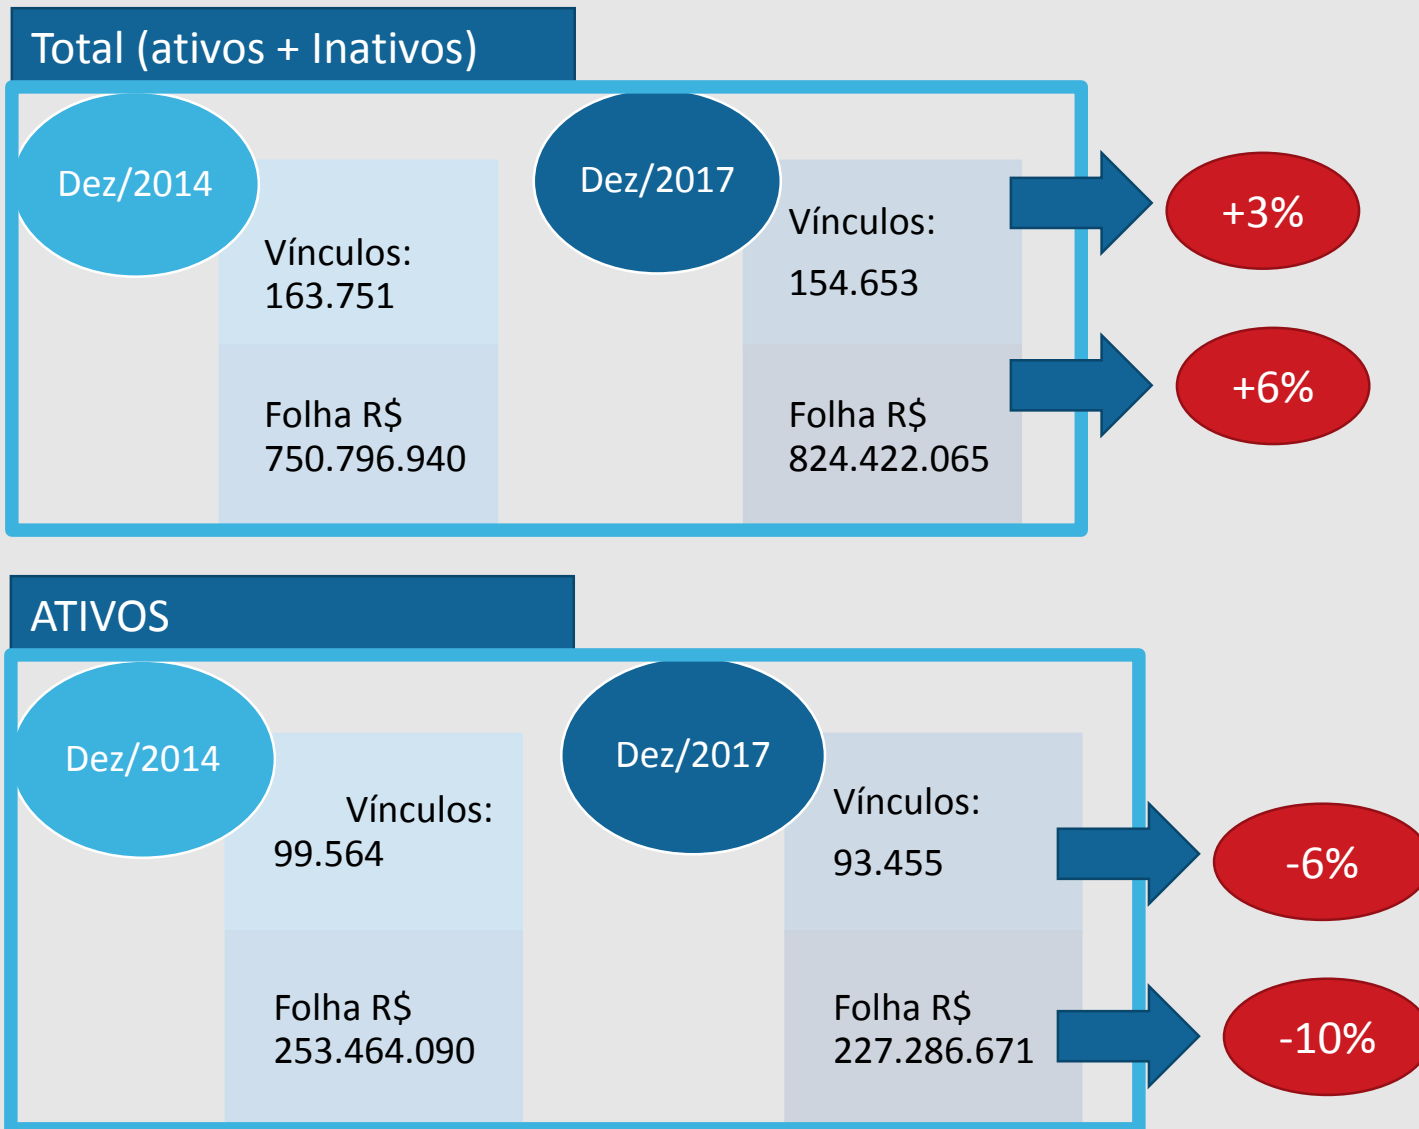 Total (ativos + Inativos)
Dez/2014
Vínculos:
163.751
Folha R$
750.796.940
Dez/2017
Vínculos:
154.653
Folha R$
824.422.065
+3%
+6%
ATIVOS
Dez/2014
Vínculos:
99.564
Folha R$
253.464.090
Dez/2017
Vínculos:
93.455
Folha R$
227.286.671
-6%
-10%